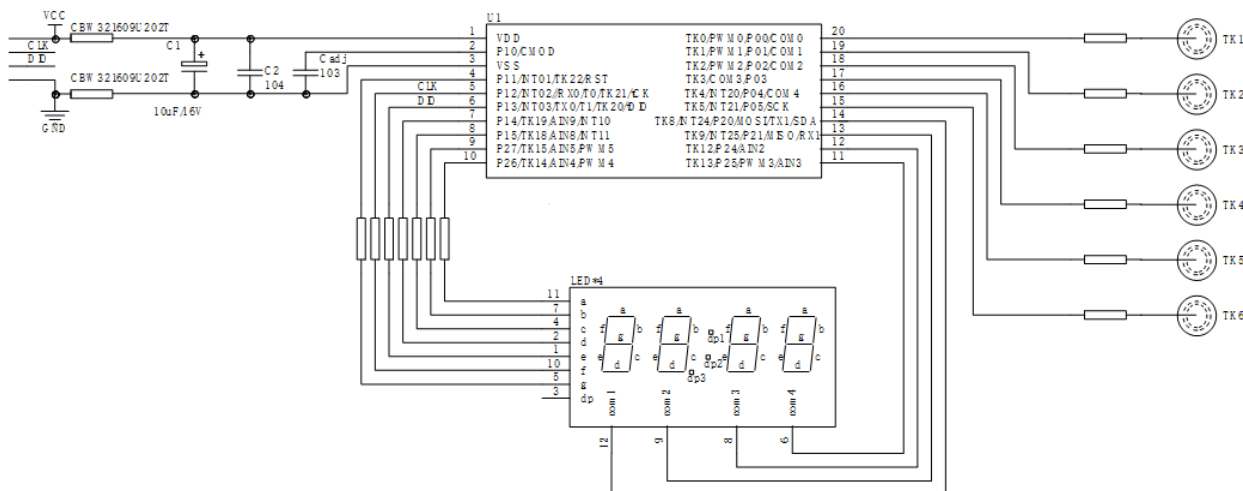 VCC
CBW321609U202T
CLK
DIO
CBW321609U202T
GND
C1
+
10uF/16V
C2
104
Cadj
103
U1
1 VDD
2 P10/CMOD
3 VSS
4 P11/INT01/TK22/RST
CLK 5 P12/INT02/RX0/T0/TK21/tCK
DIO 6 P13/INT03/TX0/T1/TK20/tDIO
7 P14/TK19/AIN9/INT10
8 P15/TK18/AIN8/INT11
9 P27/TK15/AIN5/PWM5
10 P26/TK14/AIN4/PWM4
TK0/PWM0/P00/COM0 20
TK1/PWM1/P01/COM1 19
TK2/PWM2/P02/COM2 18
TK3/COM3/P03 17
TK4/INT20/P04/COM4 16
TK5/INT21/P05/SCK 15
TK8/INT24/P20/MOSI/TX1/SDA 14
TK9/INT25/P21/MISO/RX1 13
TK12/P24/AIN2 12
TK13/P25/PWM3/AIN3 11
TK1
TK2
TK3
TK4
TK5
TK6
LED*4
11 a
7 b
4 c
2 d
1 e
10 f
5 g
3 dp
a a a a
f b f b f b f b
g g g g
e c e c e c e c
d d d d
dp1
dp2
dp3
com1 com2 com3 com4
12 9 8 6